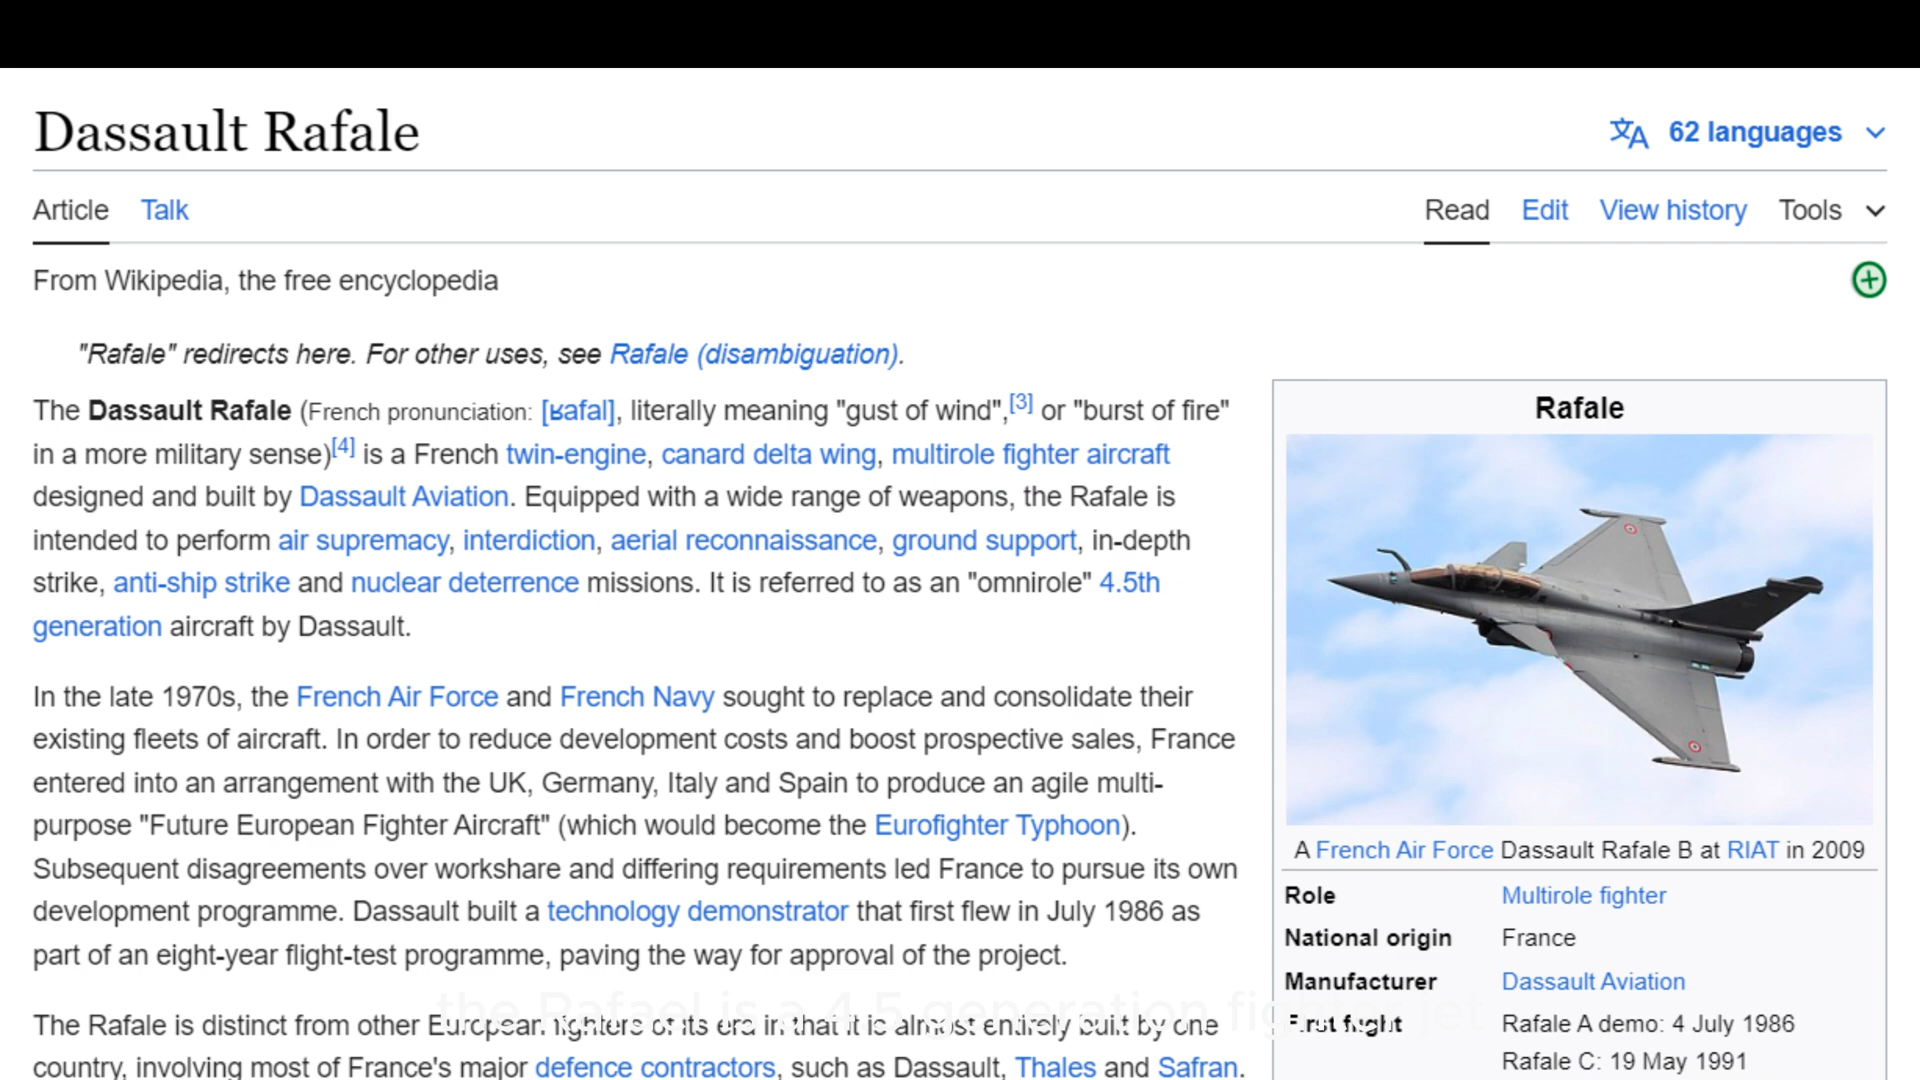 Dassault Rafale
62 languages
Article Talk
Read Edit View history Tools
From Wikipedia, the free encyclopedia
"Rafale" redirects here. For other uses, see Rafale (disambiguation).
The Dassault Rafale (French pronunciation: [ʁafal], literally meaning "gust of wind",[3] or "burst of fire"
in a more military sense)[4] is a French twin-engine, canard delta wing, multirole fighter aircraft
designed and built by Dassault Aviation. Equipped with a wide range of weapons, the Rafale is
intended to perform air supremacy, interdiction, aerial reconnaissance, ground support, in-depth
strike, anti-ship strike and nuclear deterrence missions. It is referred to as an "omnirole" 4.5th
generation aircraft by Dassault.
In the late 1970s, the French Air Force and French Navy sought to replace and consolidate their
existing fleets of aircraft. In order to reduce development costs and boost prospective sales, France
entered into an arrangement with the UK, Germany, Italy and Spain to produce an agile multi-
purpose "Future European Fighter Aircraft" (which would become the Eurofighter Typhoon).
Subsequent disagreements over workshare and differing requirements led France to pursue its own
development programme. Dassault built a technology demonstrator that first flew in July 1986 as
part of an eight-year flight-test programme, paving the way for approval of the project.
The Rafale is distinct from other European fighters of its era in that it is almost entirely built by one
country, involving most of France's major defence contractors, such as Dassault, Thales and Safran.
Rafale
A French Air Force Dassault Rafale B at RIAT in 2009
Role Multirole fighter
National origin France
Manufacturer Dassault Aviation
First flight Rafale A demo: 4 July 1986
Rafale C: 19 May 1991
the Rafael is a 4.5 generation fighter jet